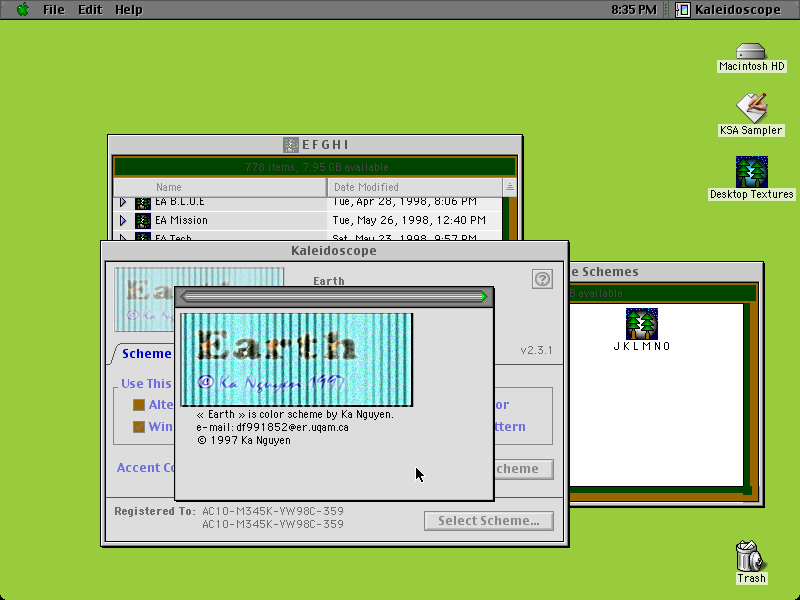 File Edit Help
8:35 PM Kaleidoscope
Macintosh HD
KSA Sampler
Desktop Textures
EFGHI
778 items, 7.95 GB available
Name Date Modified
EA B.L.U.E Tue, Apr 28, 1998, 8:06 PM
EA Mission Tue, May 26, 1998, 12:40 PM
EA Tech Sat, May 23, 1998, 9:57 PM
Kaleidoscope
e Schemes
B available
Earth
JKLMNO
v2.3.1
Scheme
Use This
Alte
or
Win
ttern
Accent Co
cheme
Earth
© Ka Nguyen 1997
« Earth » is color scheme by Ka Nguyen.
e-mail: df991852@er.uqam.ca
© 1997 Ka Nguyen
Registered To: AC10-M345K-YW98C-359
AC10-M345K-YW98C-359
Select Scheme...
Trash